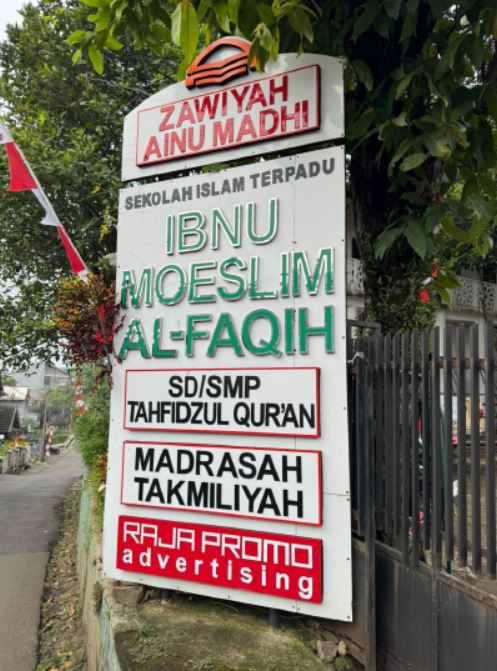 ZAWIYAH
AINU MADHI
SEKOLAH ISLAM TERPADU
IBNU
MOESLIM
AL-FAQIH
SD/SMP
TAHFIDZUL QUR'AN
MADRASAH
TAKMILIYAH
RAJA PROMO
advertising